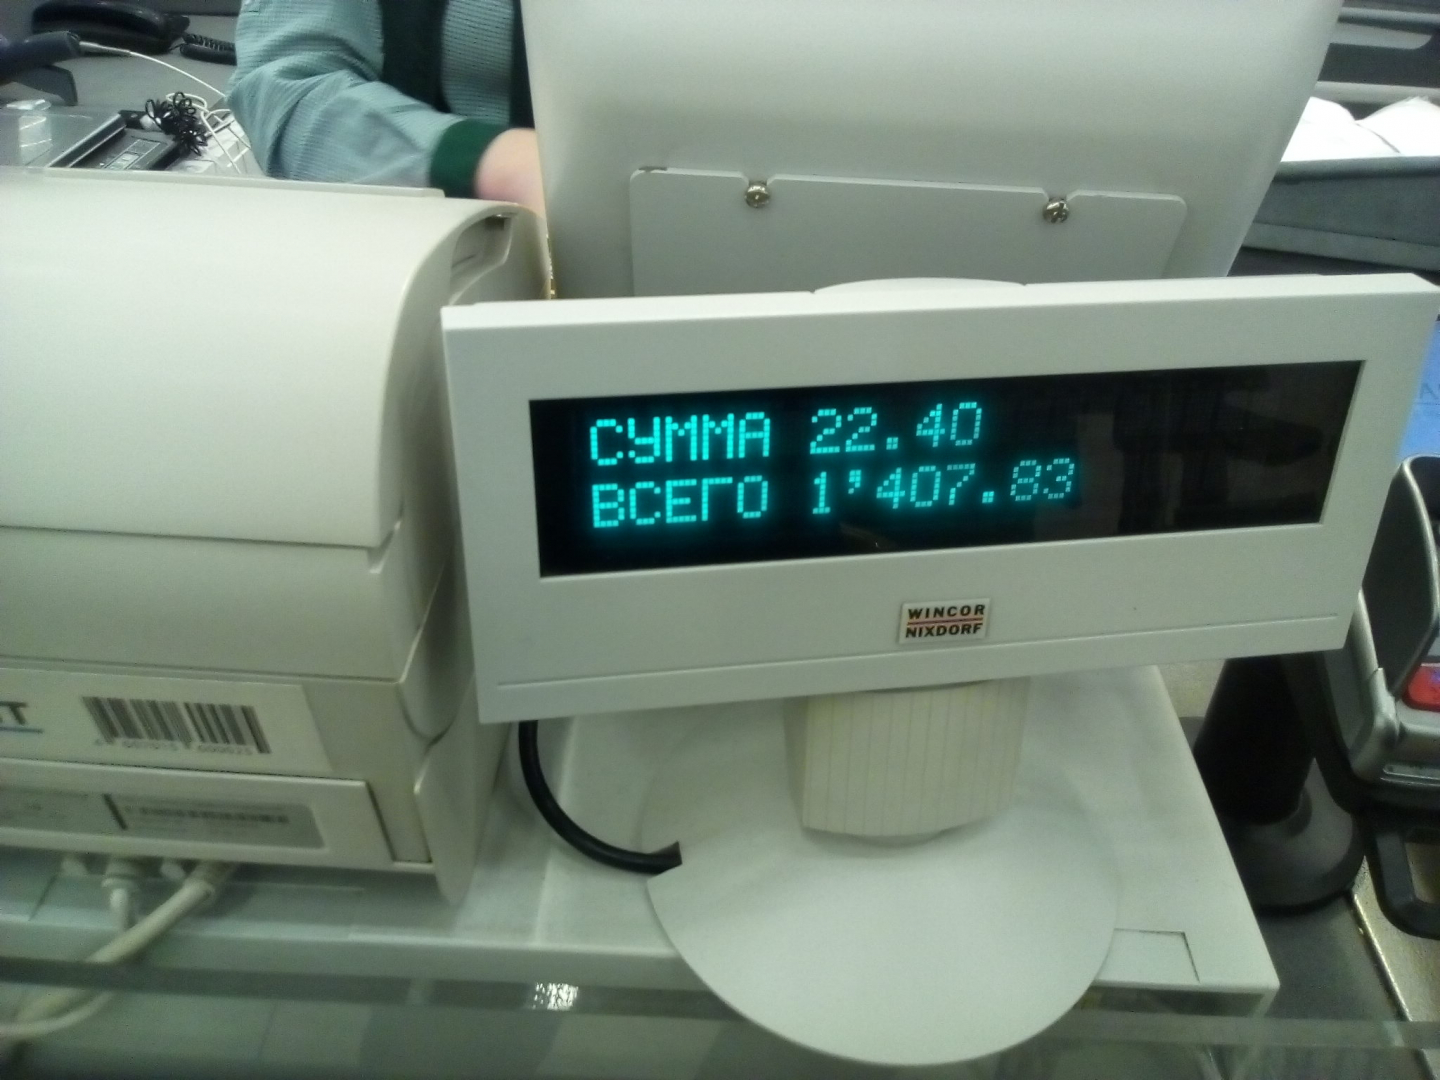 СУММА 22.40
ВСЕГО 1'407.83
WINCOR
NIXDORF